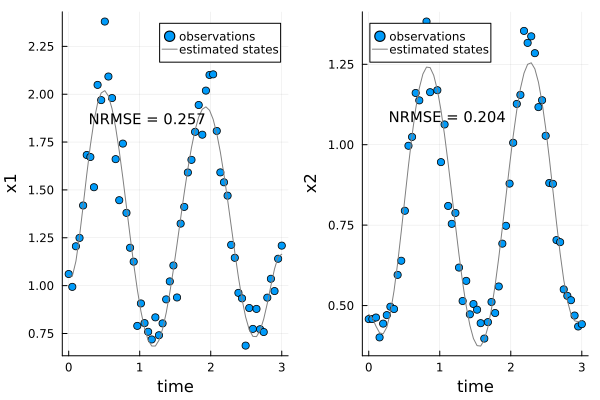 observations
estimated states
NRMSE = 0.257
x1
2.25
2.00
1.75
1.50
1.25
1.00
0.75
0
1
2
3
time
observations
estimated states
NRMSE = 0.204
x2
1.25
1.00
0.75
0.50
0
1
2
3
time